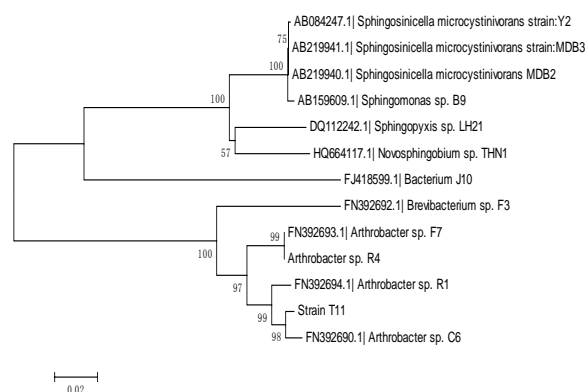 AB084247.1| Sphingosinicella microcystinivorans strain:Y2
75
AB219941.1| Sphingosinicella microcystinivorans strain:MDB3
100
AB219940.1| Sphingosinicella microcystinivorans MDB2
100
AB159609.1| Sphingomonas sp. B9
DQ112242.1| Sphingopyxis sp. LH21
57
HQ664117.1| Novosphingobium sp. THN1
FJ418599.1| Bacterium J10
FN392692.1| Brevibacterium sp. F3
FN392693.1| Arthrobacter sp. F7
99
100
Arthrobacter sp. R4
97
FN392694.1| Arthrobacter sp. R1
99
Strain T11
98
FN392690.1| Arthrobacter sp. C6
0.02